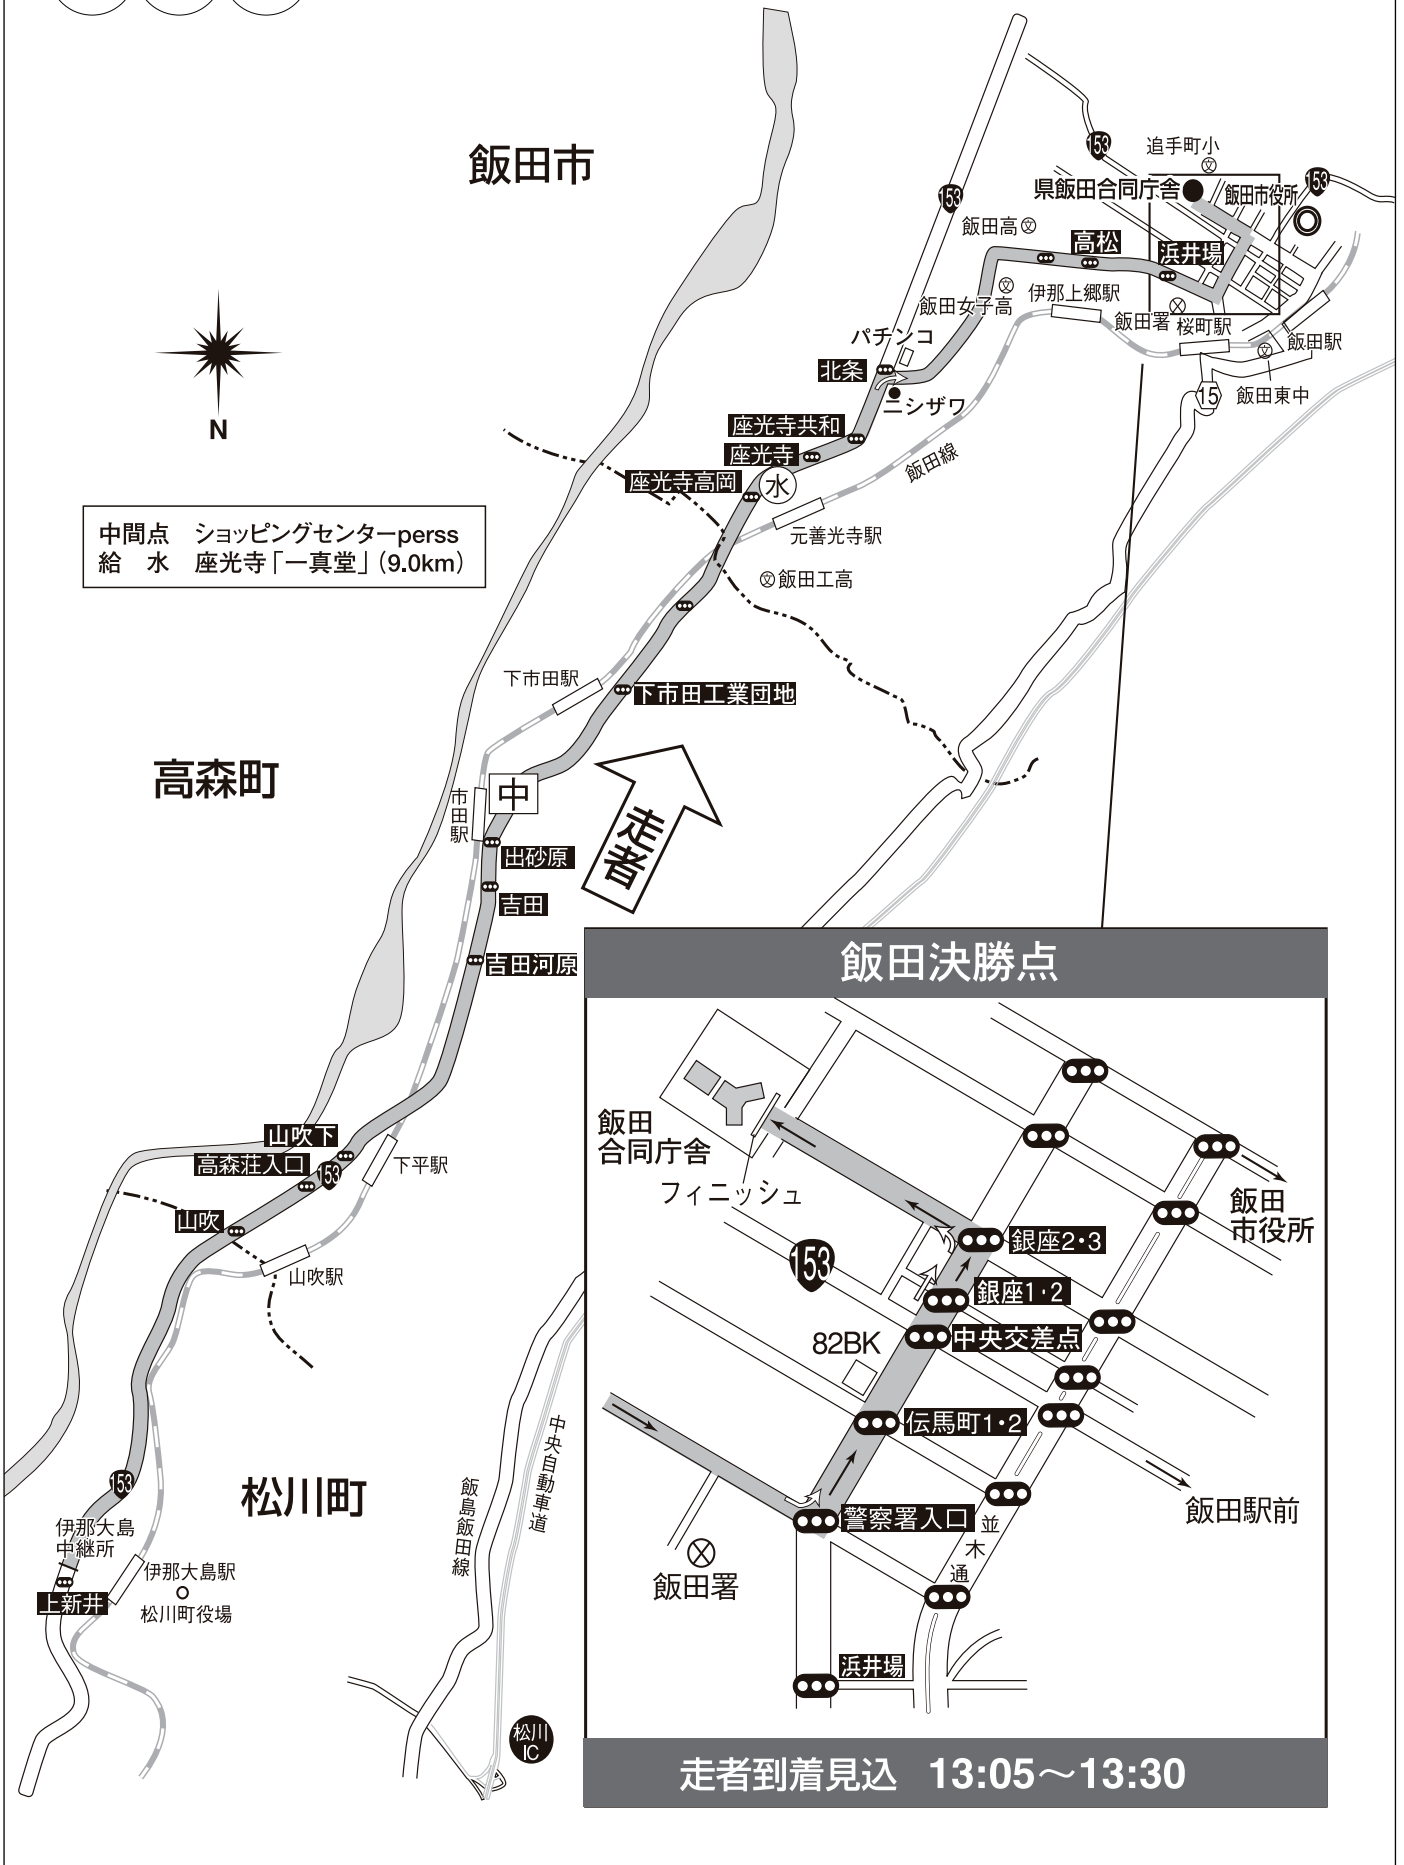 飯田市
153
追手町小
文
153
153
県飯田合同庁舎
飯田市役所
飯田高
文
高松
浜井場
文
飯田女子高
伊那上郷駅
飯田署
桜町駅
飯田駅
文
飯田東中
15
パチンコ
北条
ニシザワ
N
座光寺共和
座光寺
座光寺高岡
水
飯田線
元善光寺駅
文飯田工高
中間点 ショッピングセンターperss
給 水 座光寺「一真堂」(9.0km)
下市田駅
下市田工業団地
高森町
市田駅
中
走者
出砂原
吉田
吉田河原
山吹下
高森荘入口
153
下平駅
山吹
山吹駅
153
松川町
伊那大島
中継所
伊那大島駅
松川町役場
上新井
飯島飯田線
中央自動車道
松川
IC
飯田決勝点
飯田
合同庁舎
フィニッシュ
飯田
市役所
153
銀座2・3
銀座1・2
中央交差点
82BK
伝馬町1・2
警察署入口
並木通
飯田駅前
飯田署
浜井場
走者到着見込 13:05〜13:30